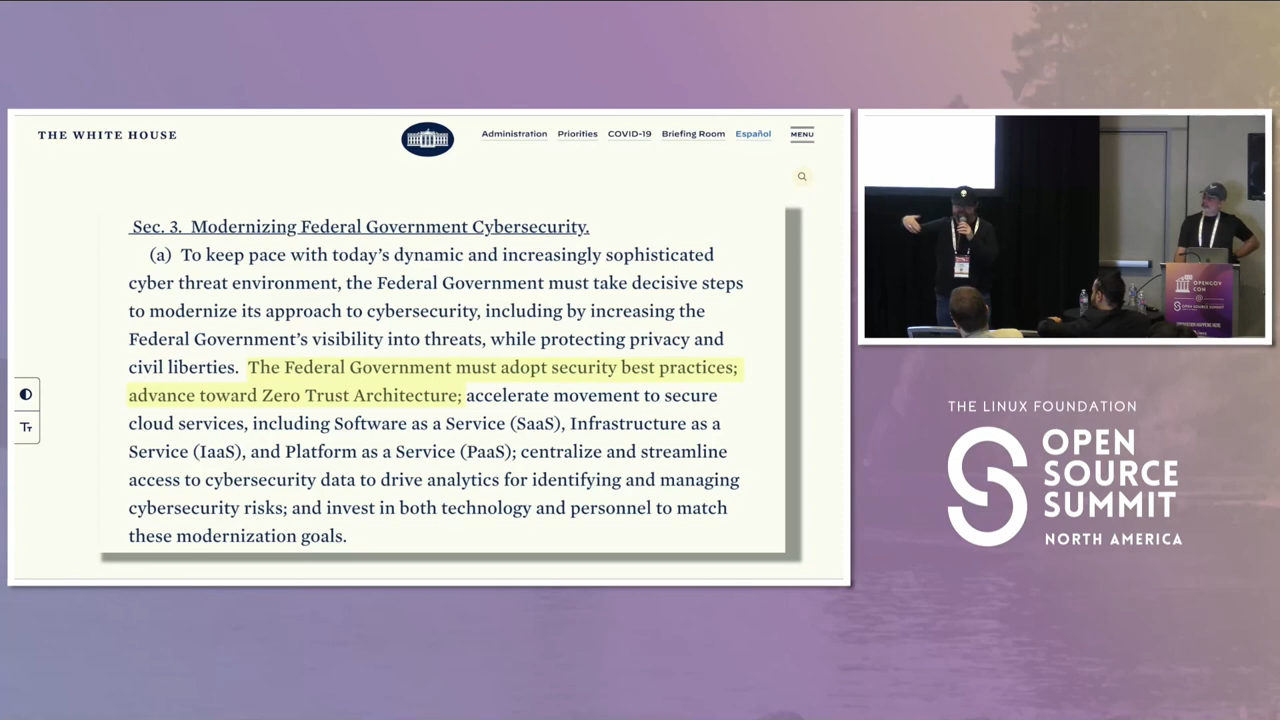 THE WHITE HOUSE
Administration
Priorities
COVID-19
Briefing Room
Español
MENU
Sec. 3.  Modernizing Federal Government Cybersecurity.
(a)  To keep pace with today’s dynamic and increasingly sophisticated
cyber threat environment, the Federal Government must take decisive steps
to modernize its approach to cybersecurity, including by increasing the
Federal Government’s visibility into threats, while protecting privacy and
civil liberties.  The Federal Government must adopt security best practices;
advance toward Zero Trust Architecture; accelerate movement to secure
cloud services, including Software as a Service (SaaS), Infrastructure as a
Service (IaaS), and Platform as a Service (PaaS); centralize and streamline
access to cybersecurity data to drive analytics for identifying and managing
cybersecurity risks; and invest in both technology and personnel to match
these modernization goals.
Tт
OPENGOV
CON
@
OPEN SOURCE SUMMIT
THE LINUX FOUNDATION
OPEN
SOURCE
SUMMIT
NORTH AMERICA